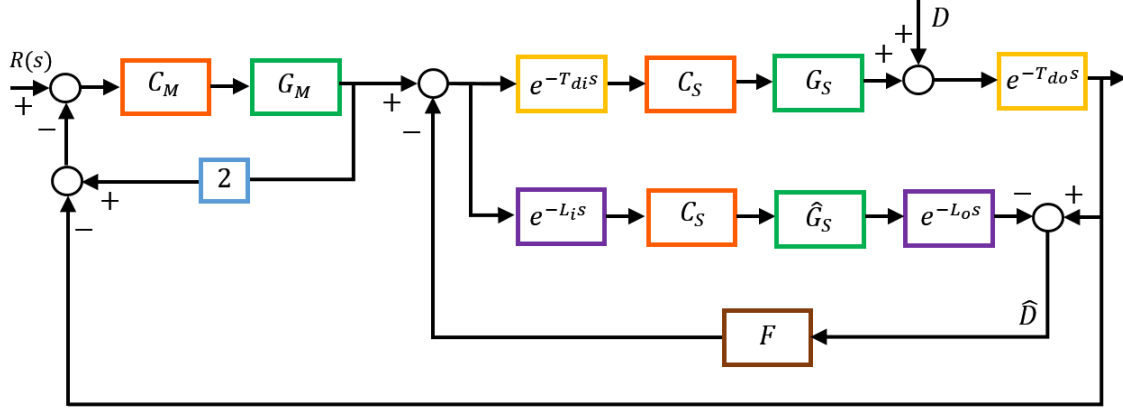 D
R(s)
C_M G_M e^{-T_{di}s} C_S G_S e^{-T_{do}s}
+ + + + +
− −
2
+ −
e^{-L_i s} C_S Ĝ_S e^{-L_o s} − +
D̂
F